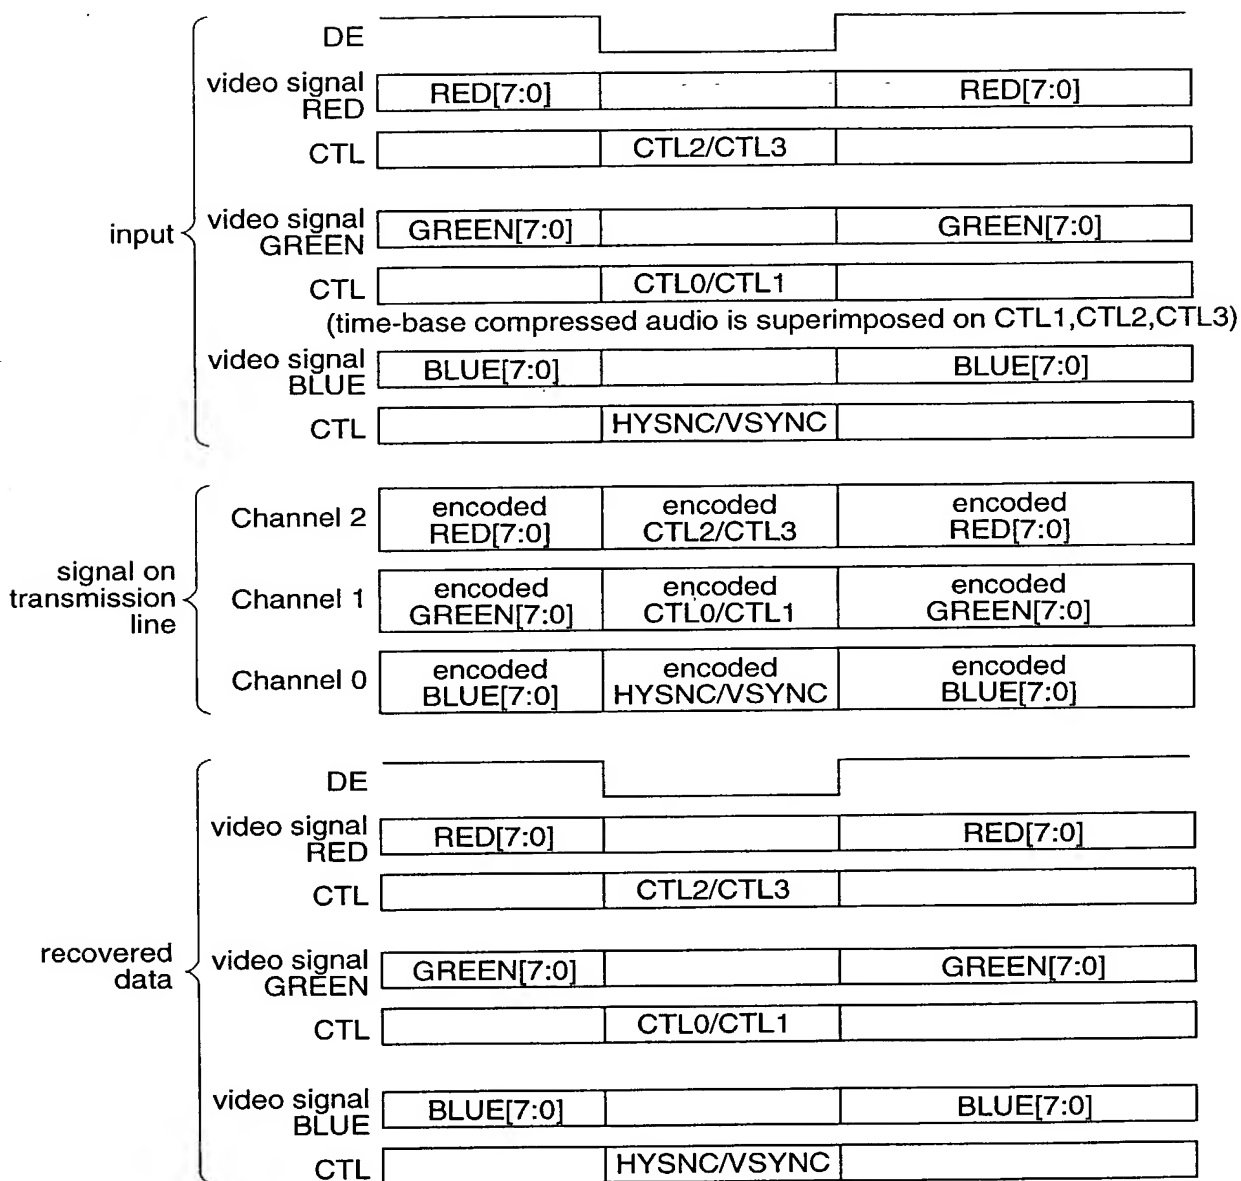 DE
video signal
RED
RED[7:0] RED[7:0]
CTL CTL2/CTL3
input
video signal
GREEN
GREEN[7:0] GREEN[7:0]
CTL CTL0/CTL1
(time-base compressed audio is superimposed on CTL1,CTL2,CTL3)
video signal
BLUE
BLUE[7:0] BLUE[7:0]
CTL HYSNC/VSYNC
signal on
transmission
line
Channel 2
encoded encoded encoded
RED[7:0] CTL2/CTL3 RED[7:0]
Channel 1
encoded encoded encoded
GREEN[7:0] CTL0/CTL1 GREEN[7:0]
Channel 0
encoded encoded encoded
BLUE[7:0] HYSNC/VSYNC BLUE[7:0]
DE
video signal
RED
RED[7:0] RED[7:0]
CTL CTL2/CTL3
recovered
data
video signal
GREEN
GREEN[7:0] GREEN[7:0]
CTL CTL0/CTL1
video signal
BLUE
BLUE[7:0] BLUE[7:0]
CTL HYSNC/VSYNC